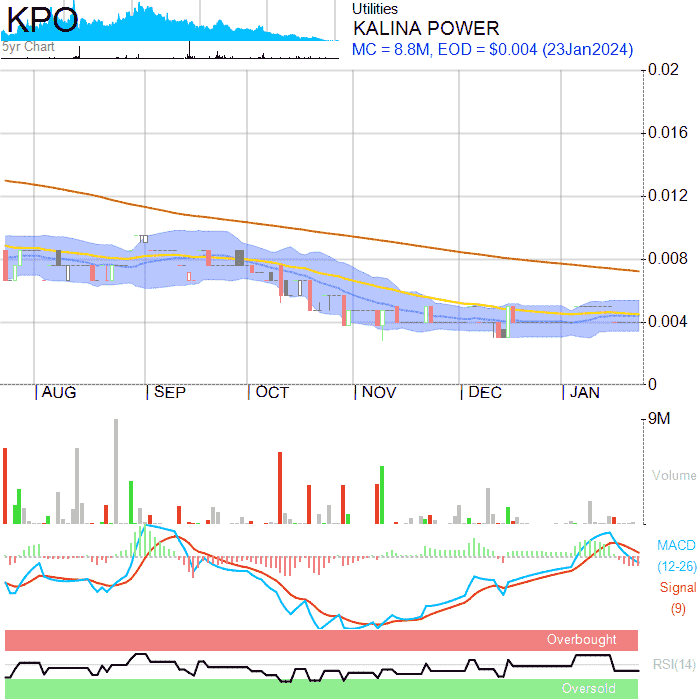 KPO
5yr Chart
Utilities
KALINA POWER
MC = 8.8M, EOD = $0.004 (23Jan2024)
0.02
0.016
0.012
0.008
0.004
0
AUG SEP OCT NOV DEC JAN
9M
Volume
MACD
(12-26)
Signal
(9)
Overbought
RSI(14)
Oversold